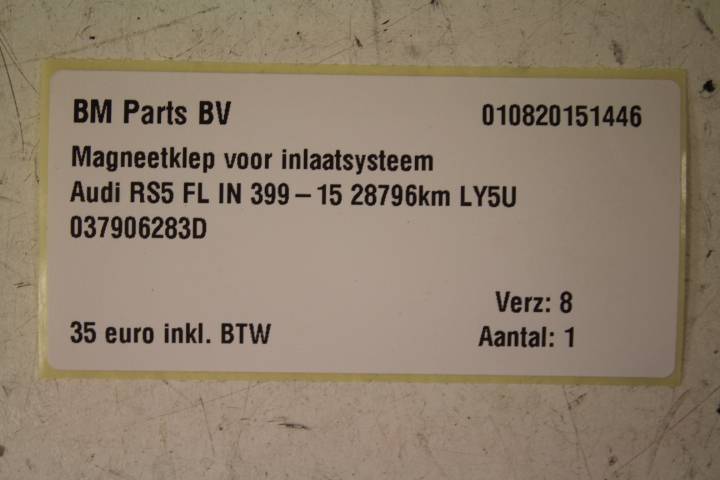 BM Parts BV 010820151446
Magneetklep voor inlaatsysteem
Audi RS5 FL IN 399-15 28796km LY5U
037906283D
Verz: 8
35 euro inkl. BTW Aantal: 1